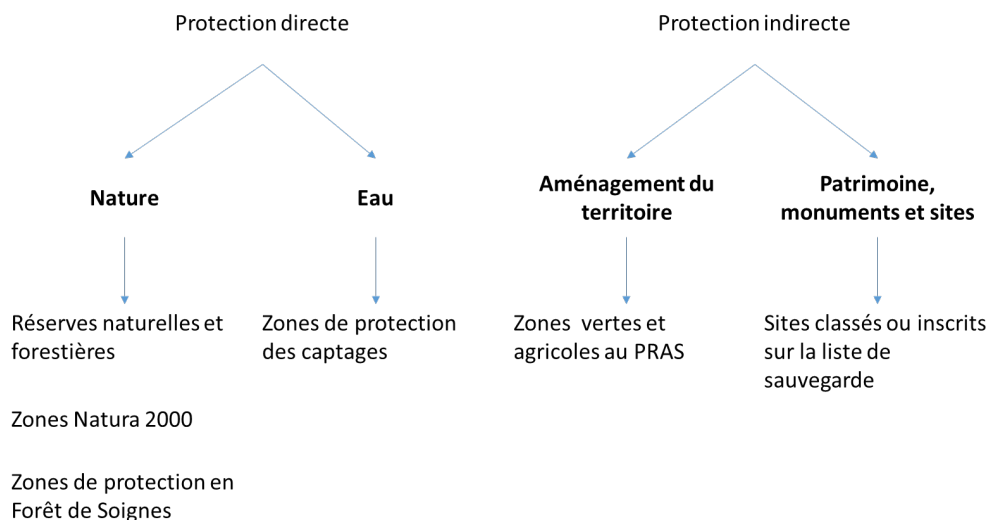 Protection directe
Protection indirecte
Nature
Eau
Aménagement du
territoire
Patrimoine,
monuments et sites
Réserves naturelles et
forestières
Zones Natura 2000
Zones de protection en
Forêt de Soignes
Zones de protection
des captages
Zones vertes et
agricoles au PRAS
Sites classés ou inscrits
sur la liste de
sauvegarde